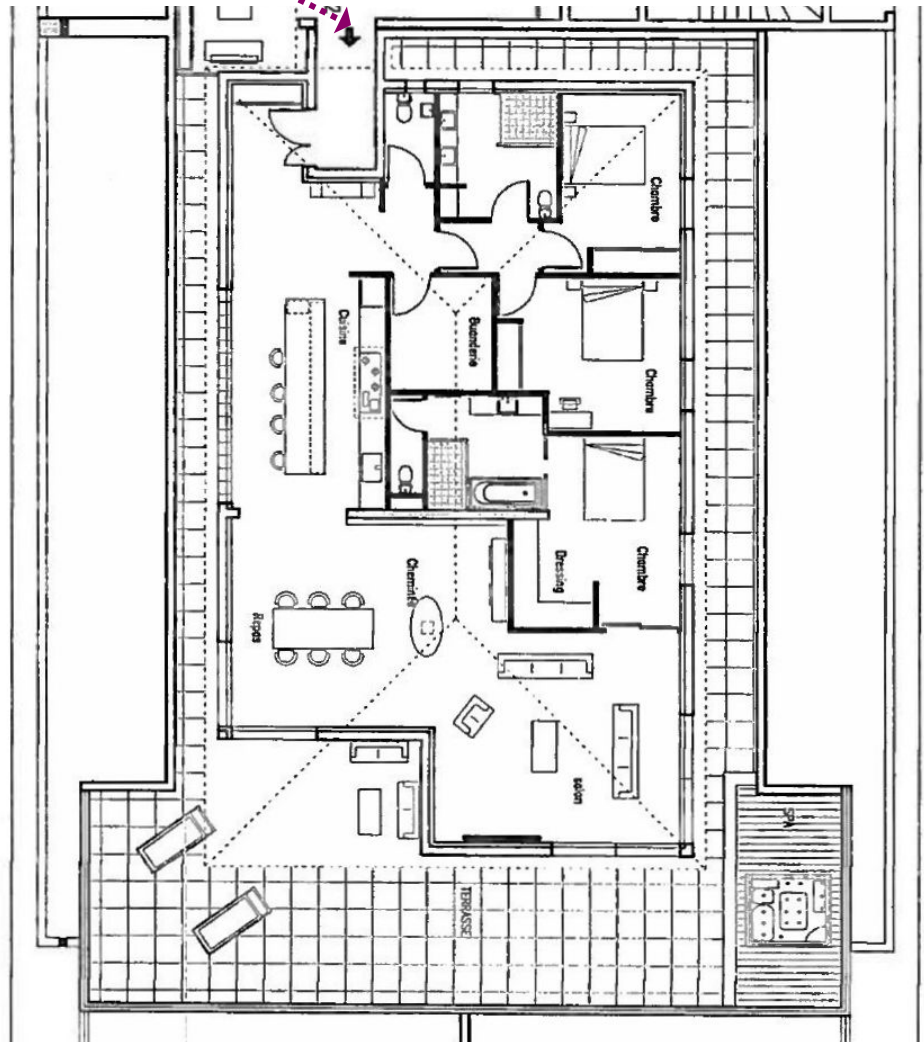 Chambre
Cuisine
Buanderie
Chambre
Cheminée
Dressing
Chambre
Repas
salon
SPA
TERRASSE